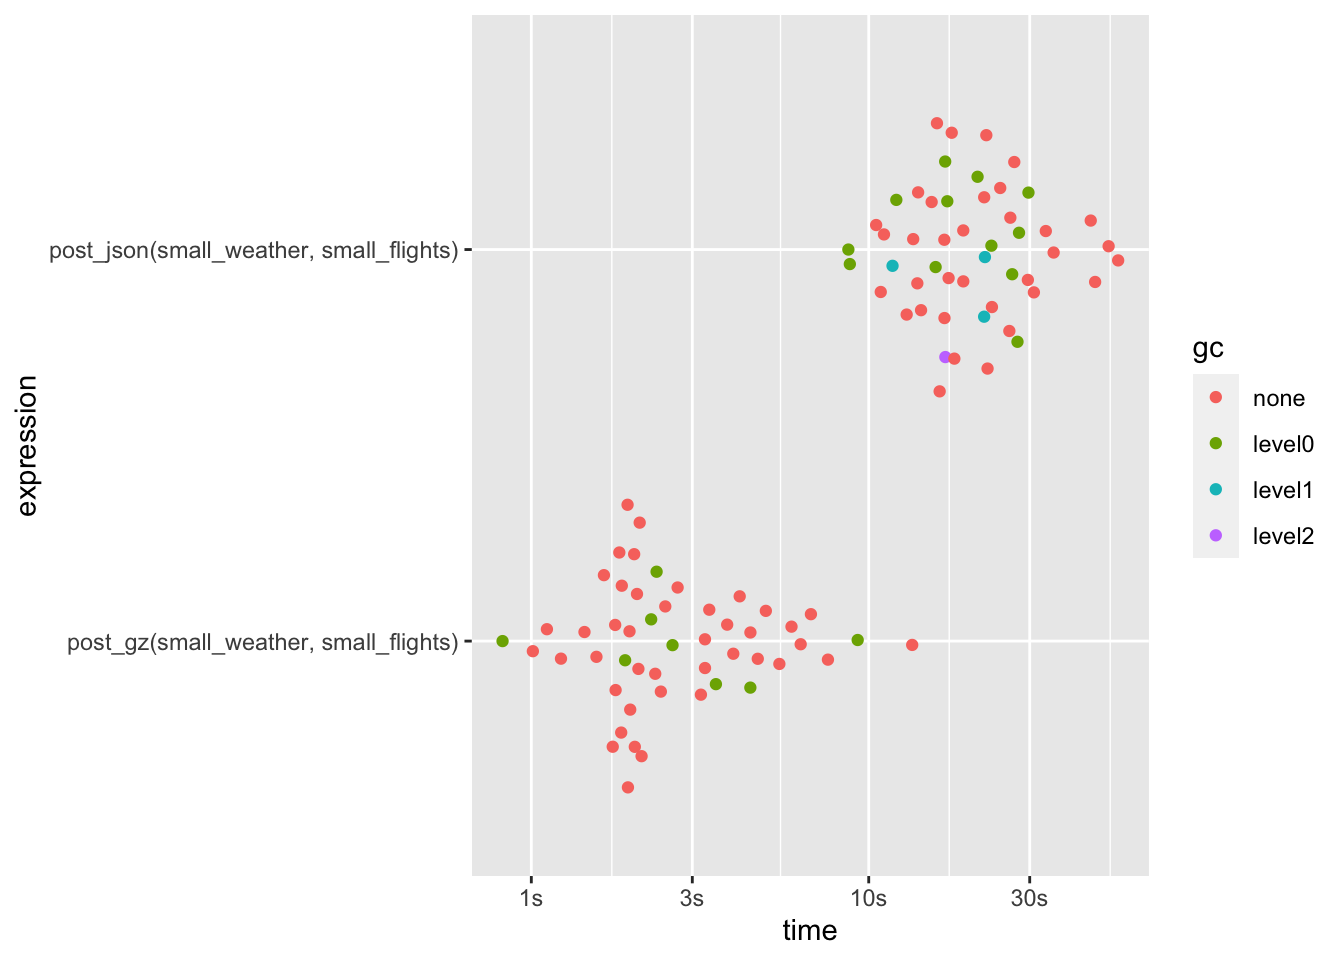 expression
post_json(small_weather, small_flights)
post_gz(small_weather, small_flights)
1s
3s
10s
30s
time
gc
none
level0
level1
level2